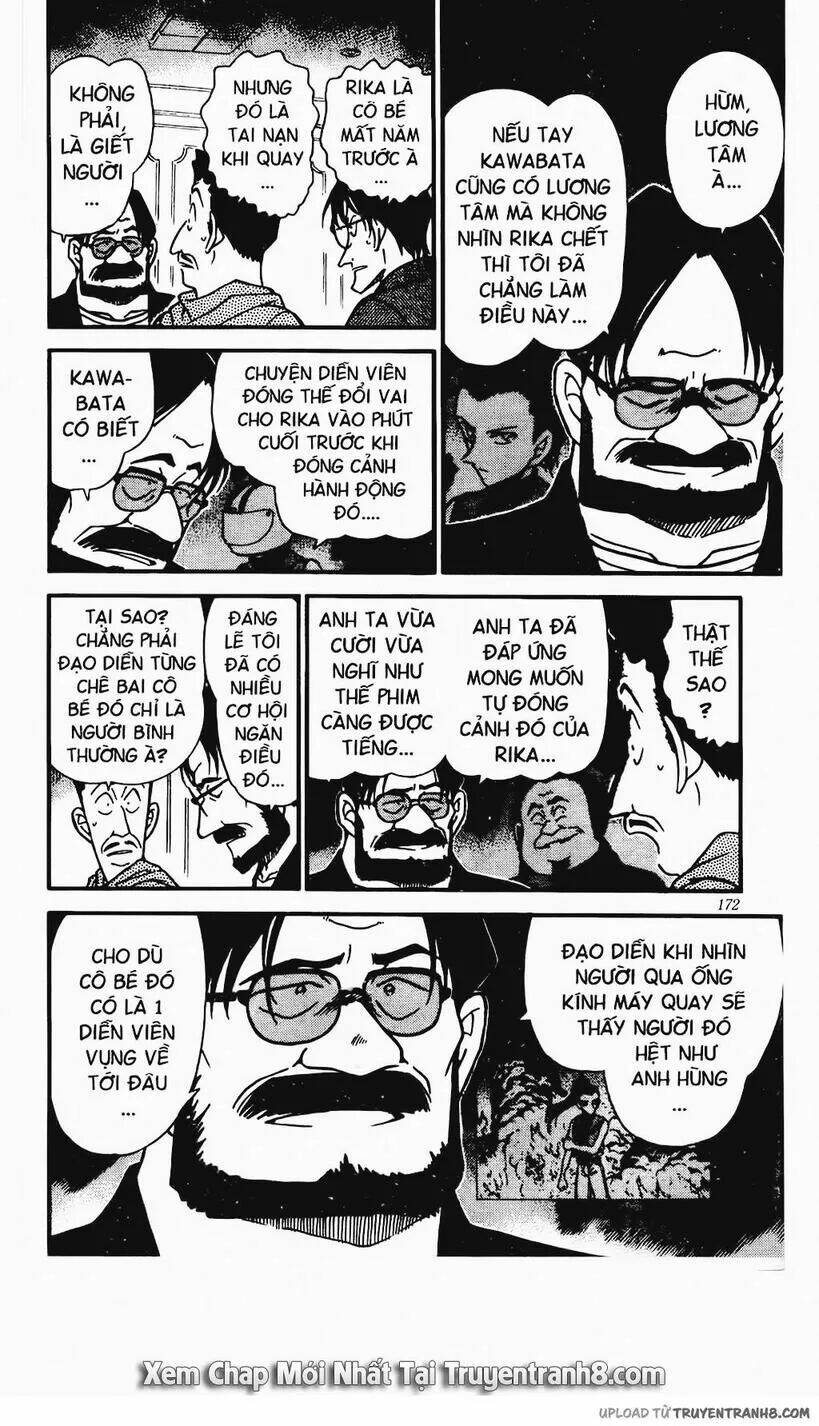 HỪM,
LƯƠNG
TÂM
À...
NẾU TAY
KAWABATA
CŨNG CÓ LƯƠNG
TÂM MÀ KHÔNG
NHÌN RIKA CHẾT
THÌ TÔI ĐÃ
CHẲNG LÀM
ĐIỀU NÀY...
RIKA LÀ
CÔ BÉ
MẤT NĂM
TRƯỚC À
...
NHƯNG
ĐÓ LÀ
TAI NẠN
KHI QUAY
...
KHÔNG
PHẢI,
LÀ GIẾT
NGƯỜI
...
CHUYỆN DIỄN VIÊN
ĐÓNG THẾ ĐỔI VAI
CHO RIKA VÀO PHÚT
CUỐI TRƯỚC KHI
ĐÓNG CẢNH
HÀNH ĐỘNG
ĐÓ....
KAWA-
BATA
CÓ BIẾT
...
THẬT
THẾ
SAO
?
ANH TA ĐÃ
ĐÁP ỨNG
MONG MUỐN
TỰ ĐÓNG
CẢNH ĐÓ CỦA
RIKA...
ANH TA VỪA
CƯỜI VỪA
NGHĨ NHƯ
THẾ PHIM
CÀNG ĐƯỢC
TIẾNG...
ĐÁNG
LẼ TÔI
ĐÃ CÓ
NHIỀU
CƠ HỘI
NGĂN
ĐIỀU
ĐÓ...
TẠI SAO?
CHẲNG PHẢI
ĐẠO DIỄN TỪNG
CHÊ BAI CÔ
BÉ ĐÓ CHỈ LÀ
NGƯỜI BÌNH
THƯỜNG À?
172
ĐẠO DIỄN KHI NHÌN
NGƯỜI QUA ỐNG
KÍNH MÁY QUAY SẼ
THẤY NGƯỜI ĐÓ
HỆT NHƯ
ANH HÙNG
...
CHO DÙ
CÔ BÉ ĐÓ
CÓ LÀ 1
DIỄN VIÊN
VỤNG VỀ
TỚI ĐÂU
...
Xem Chap Mới Nhất Tại Truyentranh8.com
UPLOAD TỪ TRUYENTRANH8.COM